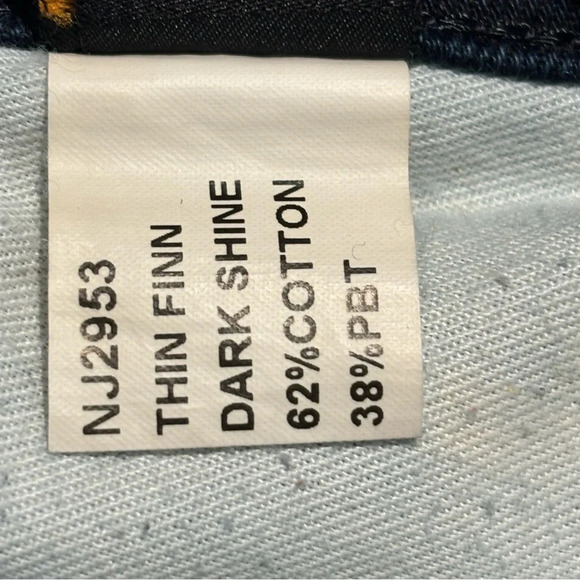 NJ2953
THIN FINN
DARK SHINE
62%COTTON
38%PBT